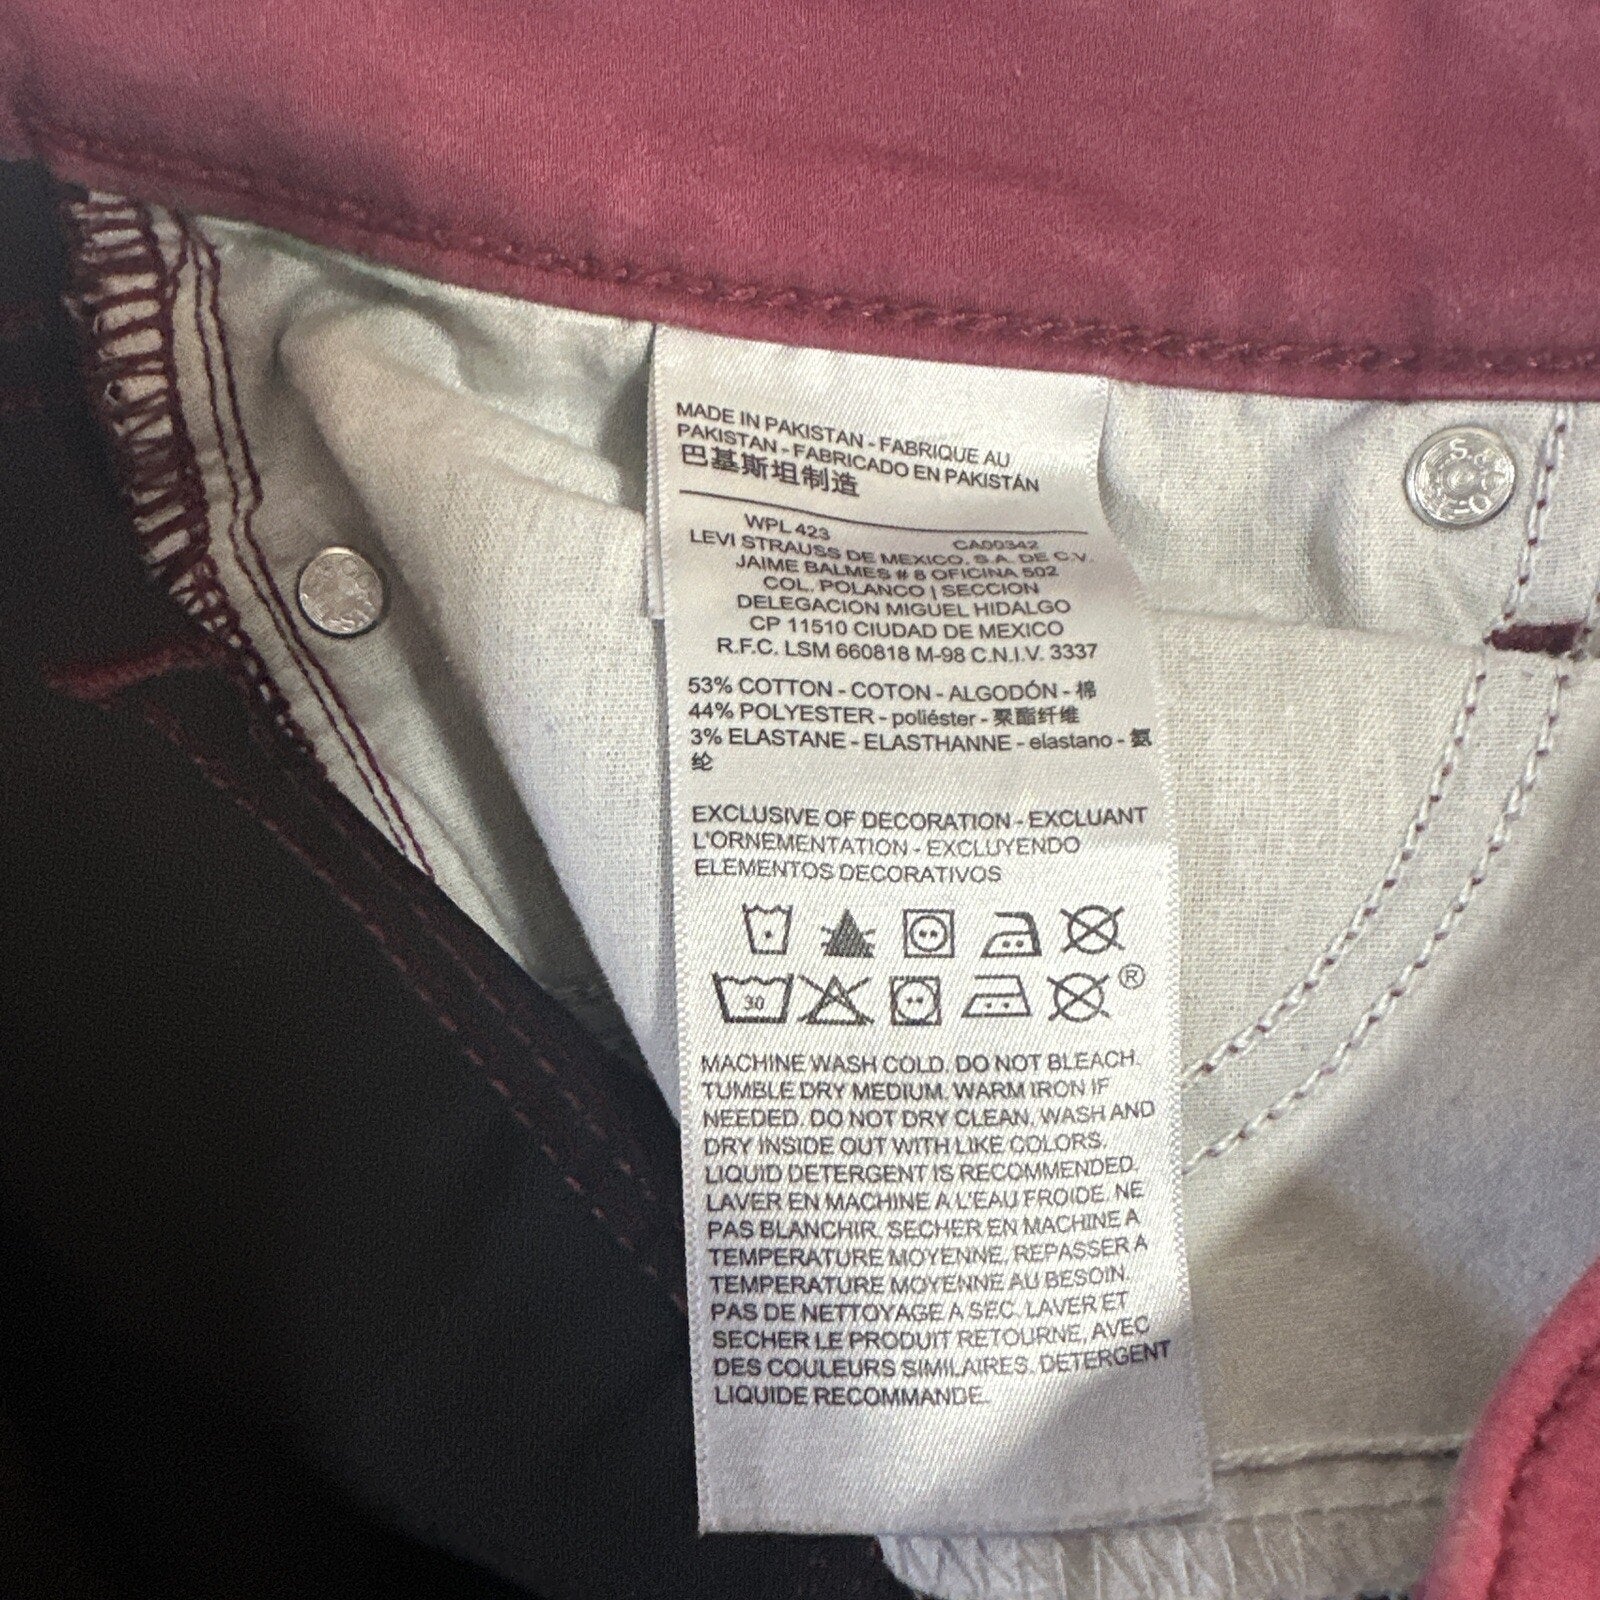 MADE IN PAKISTAN - FABRIQUE AU
PAKISTAN - FABRICADO EN PAKISTÁN
巴基斯坦制造
WPL 423 CA00342
LEVI STRAUSS DE MEXICO, S.A. DE C.V.
JAIME BALMES # 8 OFICINA 502
COL. POLANCO | SECCION
DELEGACION MIGUEL HIDALGO
CP 11510 CIUDAD DE MEXICO
R.F.C. LSM 660818 M-98 C.N.I.V. 3337
53% COTTON - COTON - ALGODÓN - 棉
44% POLYESTER - poliéster - 聚酯纤维
3% ELASTANE - ELASTHANNE - elastano - 氨
纶
EXCLUSIVE OF DECORATION - EXCLUANT
L'ORNEMENTATION - EXCLUYENDO
ELEMENTOS DECORATIVOS
30 ®
MACHINE WASH COLD. DO NOT BLEACH.
TUMBLE DRY MEDIUM. WARM IRON IF
NEEDED. DO NOT DRY CLEAN. WASH AND
DRY INSIDE OUT WITH LIKE COLORS.
LIQUID DETERGENT IS RECOMMENDED.
LAVER EN MACHINE A L'EAU FROIDE. NE
PAS BLANCHIR. SECHER EN MACHINE A
TEMPERATURE MOYENNE. REPASSER A
TEMPERATURE MOYENNE AU BESOIN.
PAS DE NETTOYAGE A SEC. LAVER ET
SECHER LE PRODUIT RETOURNE, AVEC
DES COULEURS SIMILAIRES. DETERGENT
LIQUIDE RECOMMANDE.